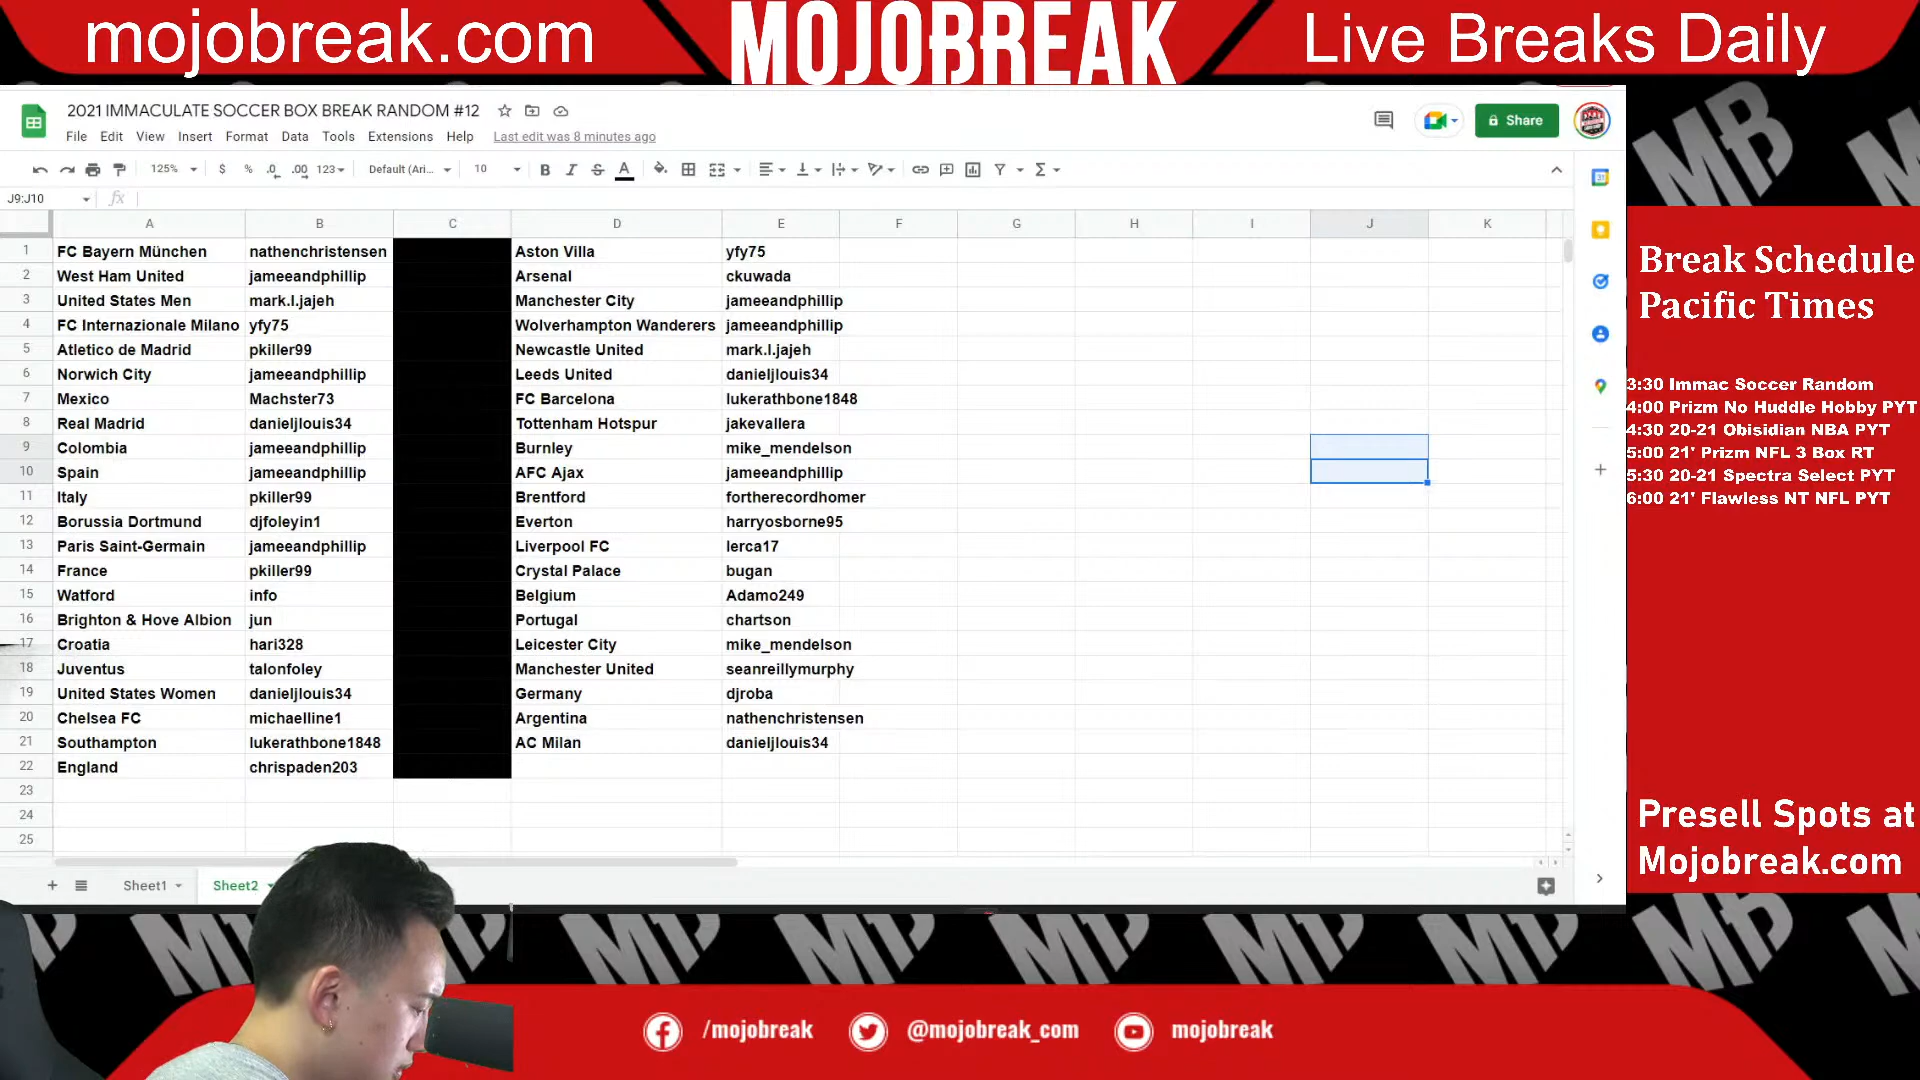 mojobreak.com
MOJOBREAK
Live Breaks Daily
2021 IMMACULATE SOCCER BOX BREAK RANDOM #12
File Edit View Insert Format Data Tools Extensions Help Last edit was 8 minutes ago
Share
125% $ % .0 .00 123 Default (Ari... 10 B I S A
J9:J10 fx
A B C D E F G H I J K
1 FC Bayern München nathenchristensen Aston Villa yfy75
2 West Ham United jameeandphillip Arsenal ckuwada
3 United States Men mark.l.jajeh Manchester City jameeandphillip
4 FC Internazionale Milano yfy75 Wolverhampton Wanderers jameeandphillip
5 Atletico de Madrid pkiller99 Newcastle United mark.l.jajeh
6 Norwich City jameeandphillip Leeds United danieljlouis34
7 Mexico Machster73 FC Barcelona lukerathbone1848
8 Real Madrid danieljlouis34 Tottenham Hotspur jakevallera
9 Colombia jameeandphillip Burnley mike_mendelson
10 Spain jameeandphillip AFC Ajax jameeandphillip
11 Italy pkiller99 Brentford fortherecordhomer
12 Borussia Dortmund djfoleyin1 Everton harryosborne95
13 Paris Saint-Germain jameeandphillip Liverpool FC lerca17
14 France pkiller99 Crystal Palace bugan
15 Watford info Belgium Adamo249
16 Brighton & Hove Albion jun Portugal chartson
17 Croatia hari328 Leicester City mike_mendelson
18 Juventus talonfoley Manchester United seanreillymurphy
19 United States Women danieljlouis34 Germany djroba
20 Chelsea FC michaelline1 Argentina nathenchristensen
21 Southampton lukerathbone1848 AC Milan danieljlouis34
22 England chrispaden203
23
24
25
Sheet1 Sheet2
Break Schedule
Pacific Times
3:30 Immac Soccer Random
4:00 Prizm No Huddle Hobby PYT
4:30 20-21 Obisidian NBA PYT
5:00 21' Prizm NFL 3 Box RT
5:30 20-21 Spectra Select PYT
6:00 21' Flawless NT NFL PYT
Presell Spots at
Mojobreak.com
/mojobreak @mojobreak_com mojobreak